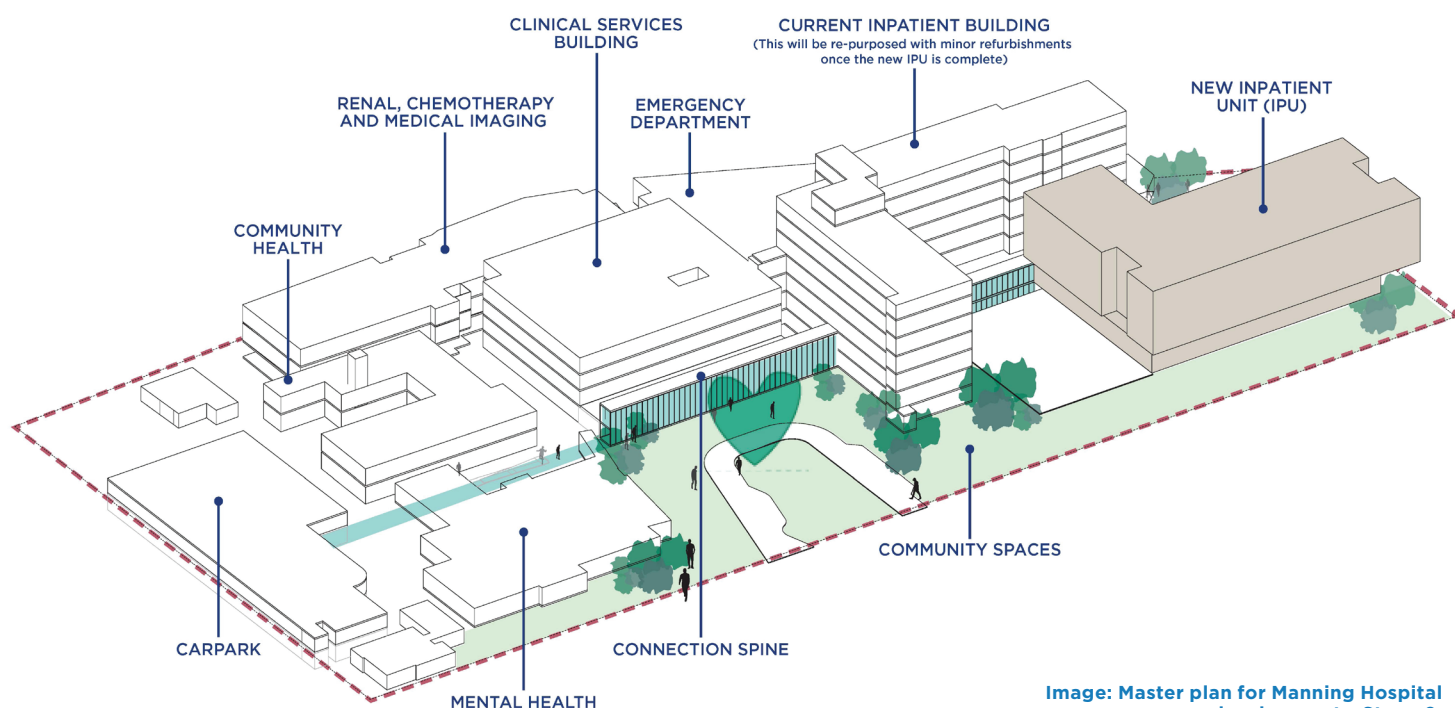 CLINICAL SERVICES
BUILDING
CURRENT INPATIENT BUILDING
(This will be re-purposed with minor refurbishments
once the new IPU is complete)
NEW INPATIENT
UNIT (IPU)
RENAL, CHEMOTHERAPY
AND MEDICAL IMAGING
EMERGENCY
DEPARTMENT
COMMUNITY
HEALTH
COMMUNITY SPACES
CARPARK
CONNECTION SPINE
MENTAL HEALTH
Image: Master plan for Manning Hospital